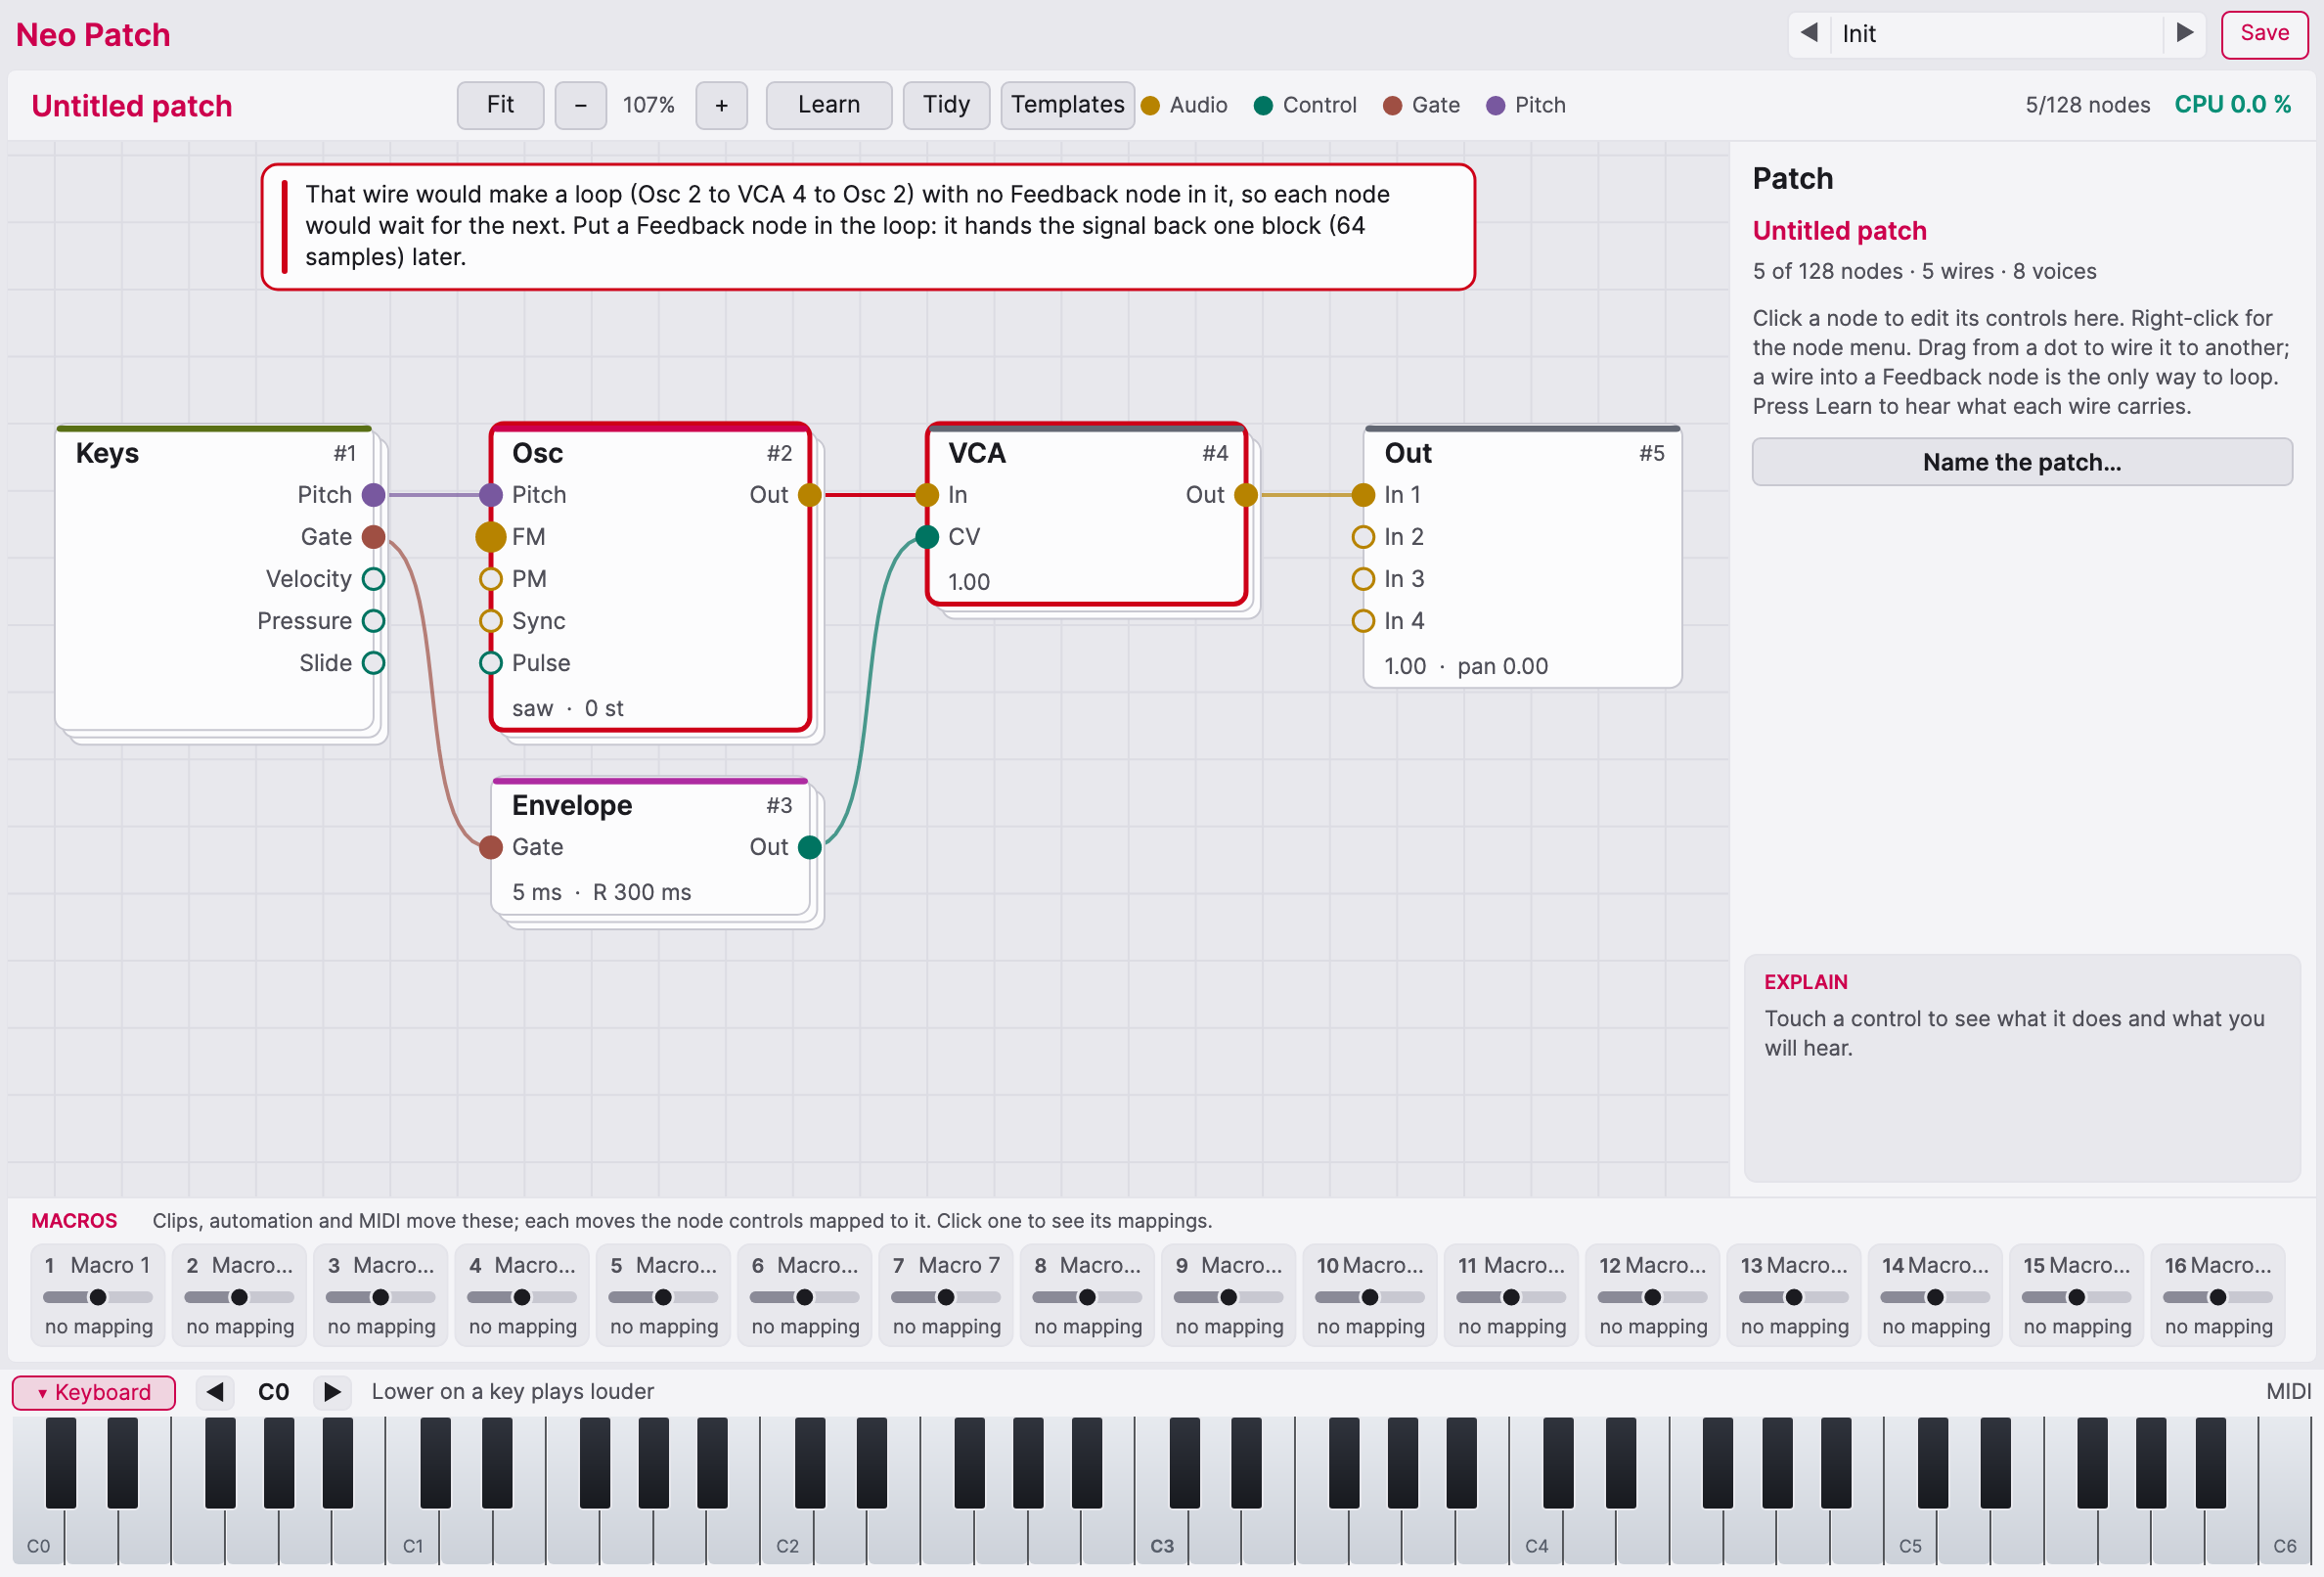 Neo Patch
◀ Init ▶ Save
Untitled patch
Fit − 107% + Learn Tidy Templates Audio Control Gate Pitch
5/128 nodes CPU 0.0 %
That wire would make a loop (Osc 2 to VCA 4 to Osc 2) with no Feedback node in it, so each node
would wait for the next. Put a Feedback node in the loop: it hands the signal back one block (64
samples) later.
Keys #1
Pitch
Gate
Velocity
Pressure
Slide
Osc #2
Pitch Out
FM
PM
Sync
Pulse
saw · 0 st
Envelope #3
Gate Out
5 ms · R 300 ms
VCA #4
In Out
CV
1.00
Out #5
In 1
In 2
In 3
In 4
1.00 · pan 0.00
Patch
Untitled patch
5 of 128 nodes · 5 wires · 8 voices
Click a node to edit its controls here. Right-click for
the node menu. Drag from a dot to wire it to another;
a wire into a Feedback node is the only way to loop.
Press Learn to hear what each wire carries.
Name the patch...
EXPLAIN
Touch a control to see what it does and what you
will hear.
MACROS Clips, automation and MIDI move these; each moves the node controls mapped to it. Click one to see its mappings.
1 Macro 1 2 Macro... 3 Macro... 4 Macro... 5 Macro... 6 Macro... 7 Macro 7 8 Macro... 9 Macro... 10 Macro... 11 Macro... 12 Macro... 13 Macro... 14 Macro... 15 Macro... 16 Macro...
no mapping no mapping no mapping no mapping no mapping no mapping no mapping no mapping no mapping no mapping no mapping no mapping no mapping no mapping no mapping no mapping
▾ Keyboard ◀ C0 ▶ Lower on a key plays louder MIDI
C0 C1 C2 C3 C4 C5 C6